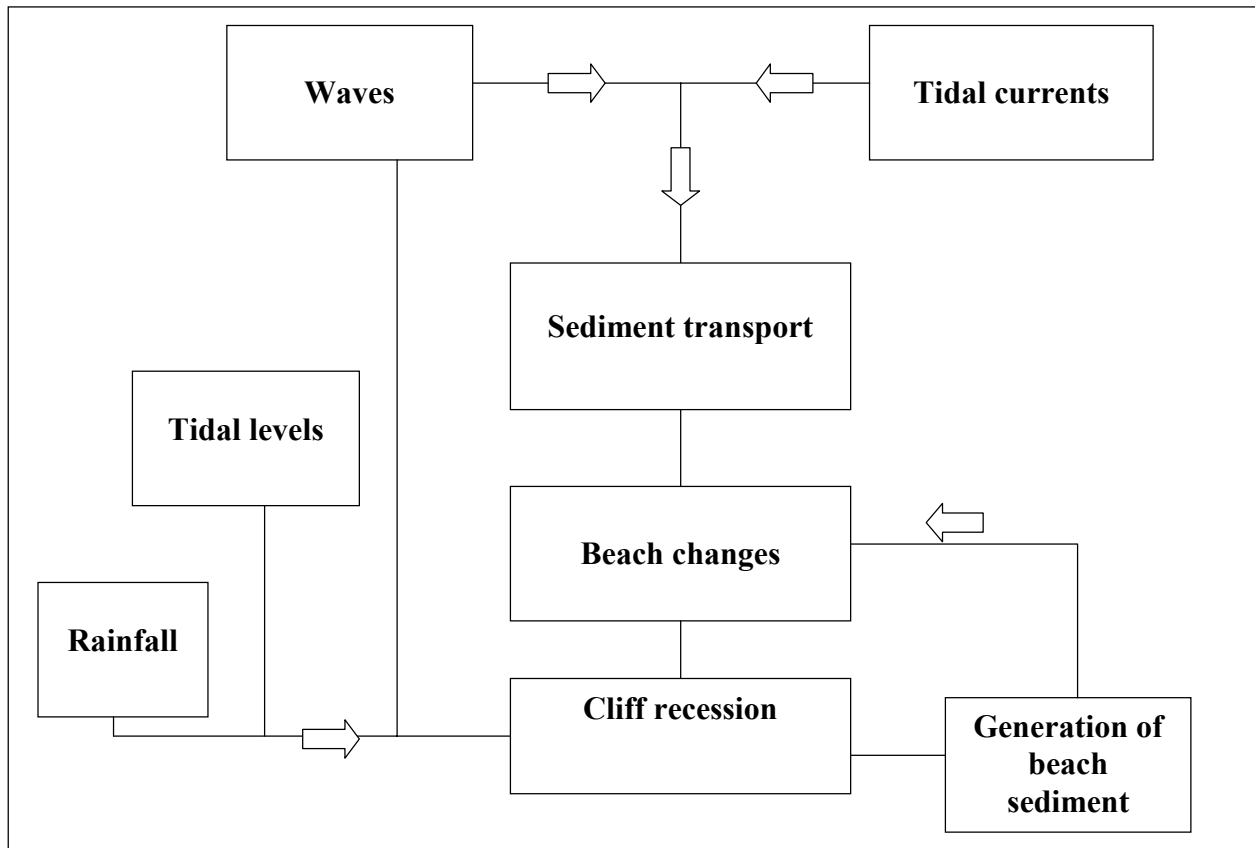 Waves
Tidal currents
Sediment transport
Tidal levels
Beach changes
Rainfall
Cliff recession
Generation of
beach
sediment